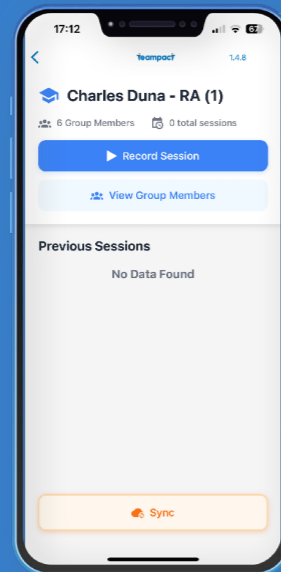 17:12
67
teampact 1.4.8
Charles Duna - RA (1)
6 Group Members 0 total sessions
Record Session
View Group Members
Previous Sessions
No Data Found
Sync